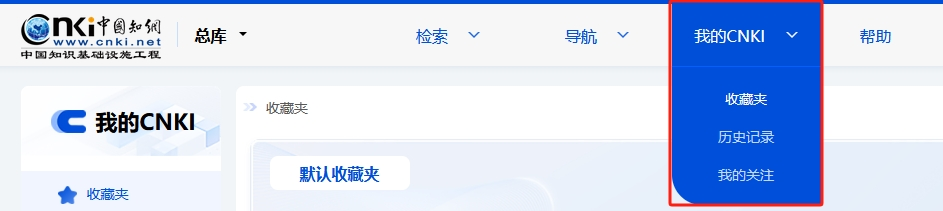 Cnki中国知网
www.cnki.net
中国知识基础设施工程
总库
检索
导航
我的CNKI
帮助
收藏夹
历史记录
我的关注
我的CNKI
收藏夹
收藏夹
默认收藏夹